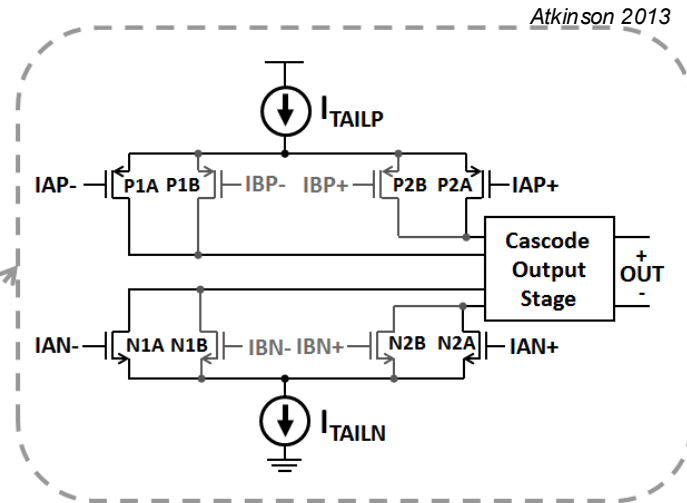 Atkinson 2013
ITAILP
IAP- P1A P1B IBP- IBP+ P2B P2A IAP+
Cascode
Output
Stage
+
OUT
-
IAN- N1A N1B IBN- IBN+ N2B N2A IAN+
ITAILN